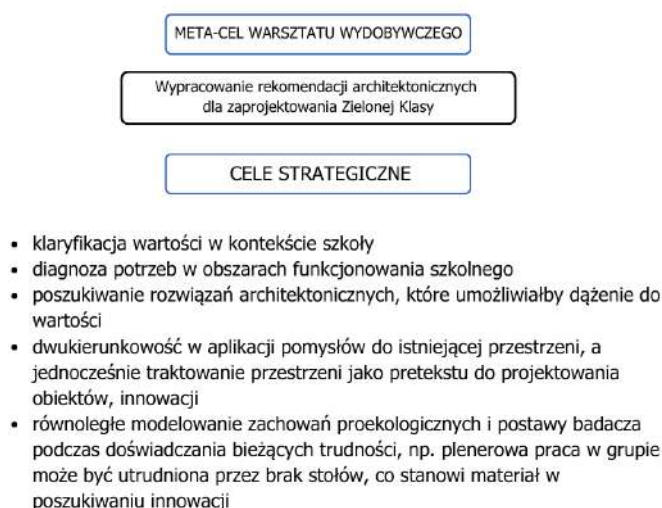 META-CEL WARSZTATU WYDOBYWCZEGO
Wypracowanie rekomendacji architektonicznych
dla zaprojektowania Zielonej Klasy
CELE STRATEGICZNE
• klaryfikacja wartości w kontekście szkoły
• diagnoza potrzeb w obszarach funkcjonowania szkolnego
• poszukiwanie rozwiązań architektonicznych, które umożliwiałby dążenie do
wartości
• dwukierunkowość w aplikacji pomysłów do istniejącej przestrzeni, a
jednocześnie traktowanie przestrzeni jako pretekstu do projektowania
obiektów, innowacji
• równoległe modelowanie zachowań proekologicznych i postawy badacza
podczas doświadczania bieżących trudności, np. plenerowa praca w grupie
może być utrudniona przez brak stołów, co stanowi materiał w
poszukiwaniu innowacji